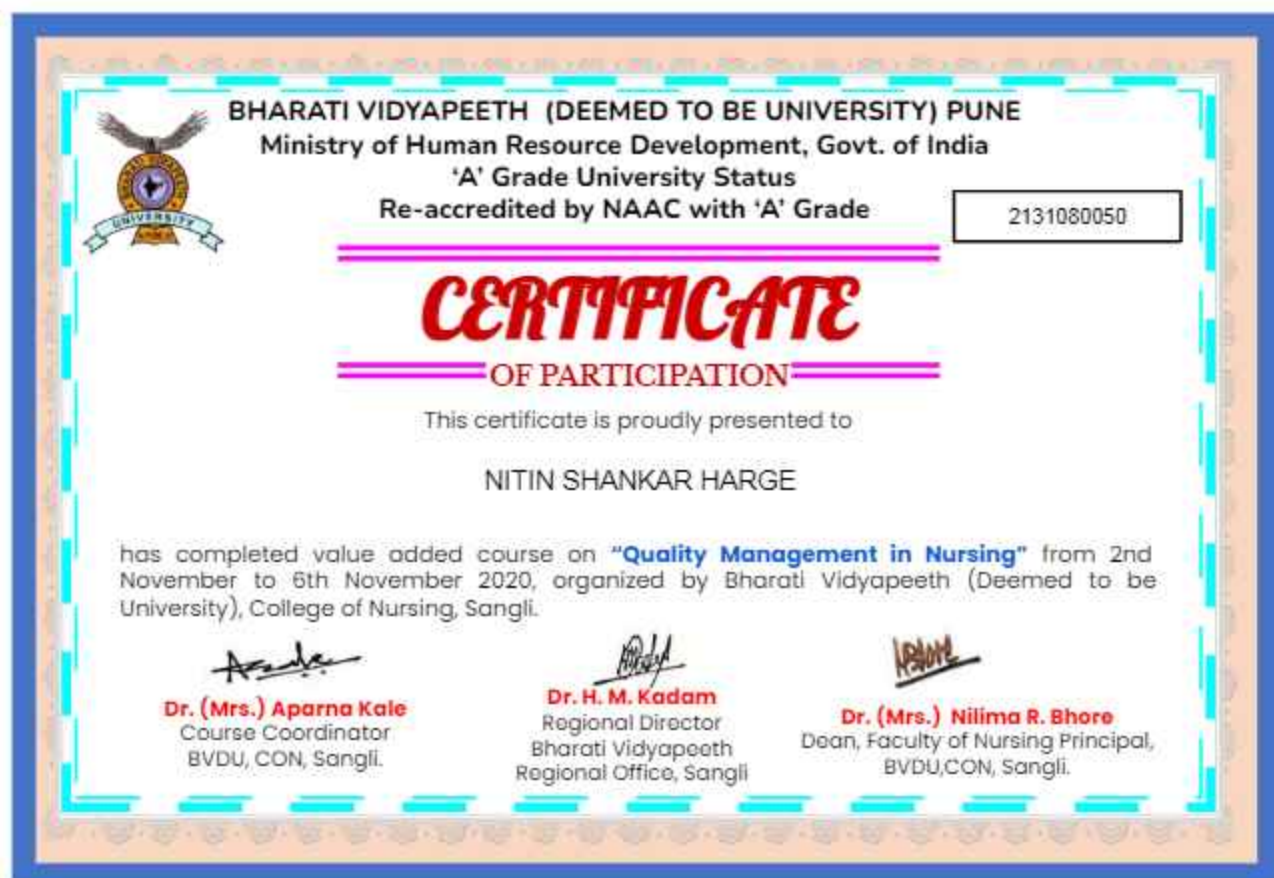 BHARATI VIDYAPEETH (DEEMED TO BE UNIVERSITY) PUNE
Ministry of Human Resource Development, Govt. of India
‘A’ Grade University Status
Re-accredited by NAAC with ‘A’ Grade
2131080050
BHARATI VIDYAPEETH
UNIVERSITY
CERTIFICATE
OF PARTICIPATION
This certificate is proudly presented to
NITIN SHANKAR HARGE
has completed value added course on “Quality Management in Nursing” from 2nd
November to 6th November 2020, organized by Bharati Vidyapeeth (Deemed to be
University), College of Nursing, Sangli.
Dr. (Mrs.) Aparna Kale
Course Coordinator
BVDU, CON, Sangli.
Dr. H. M. Kadam
Regional Director
Bharati Vidyapeeth
Regional Office, Sangli
Dr. (Mrs.) Nilima R. Bhore
Dean, Faculty of Nursing Principal,
BVDU,CON, Sangli.